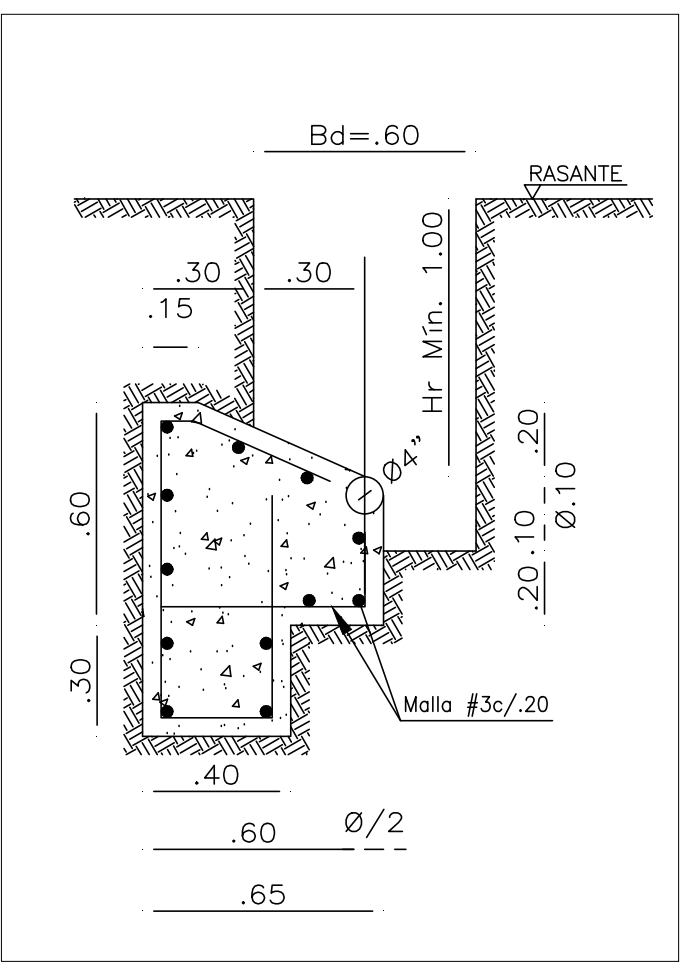 Bd=.60
RASANTE
Hr Mín. 1.00
.30
.30
.15
Ø4”
.60
.30
.20
.10
.20
Ø.10
Malla #3c/.20
.40
.60
Ø/2
.65